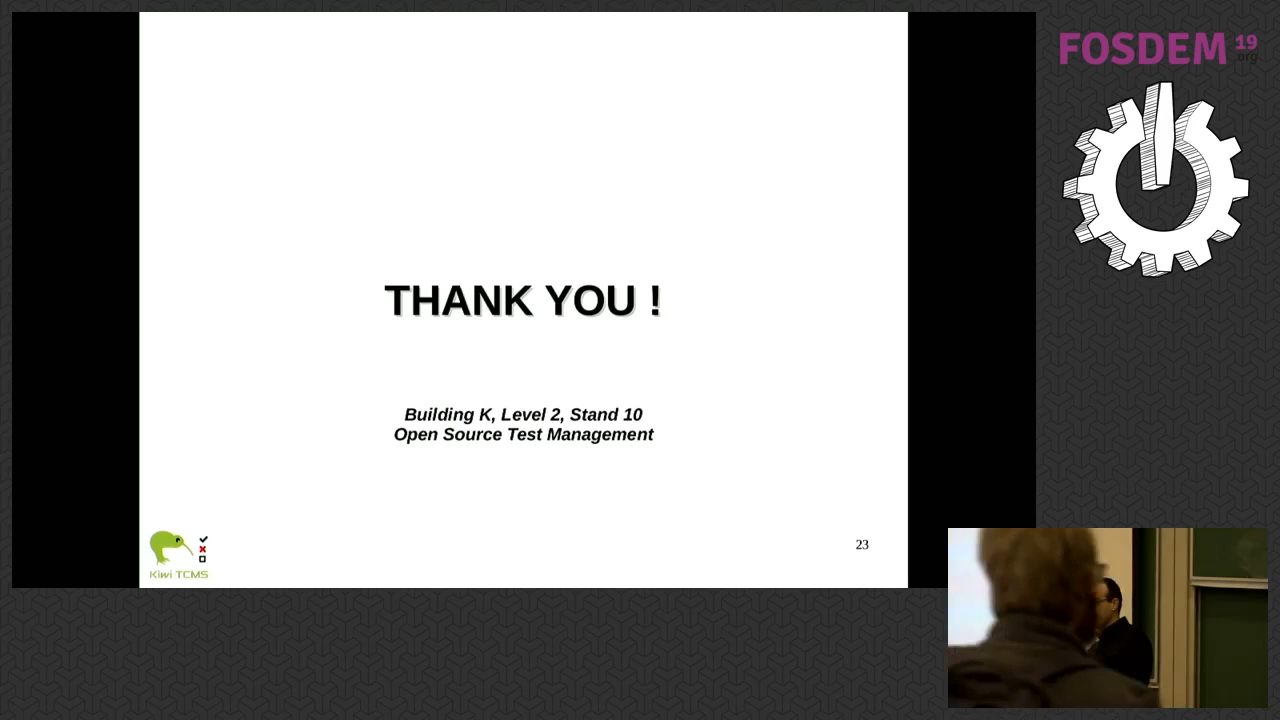 FOSDEM 19
.org
THANK YOU !
Building K, Level 2, Stand 10
Open Source Test Management
Kiwi TCMS
23